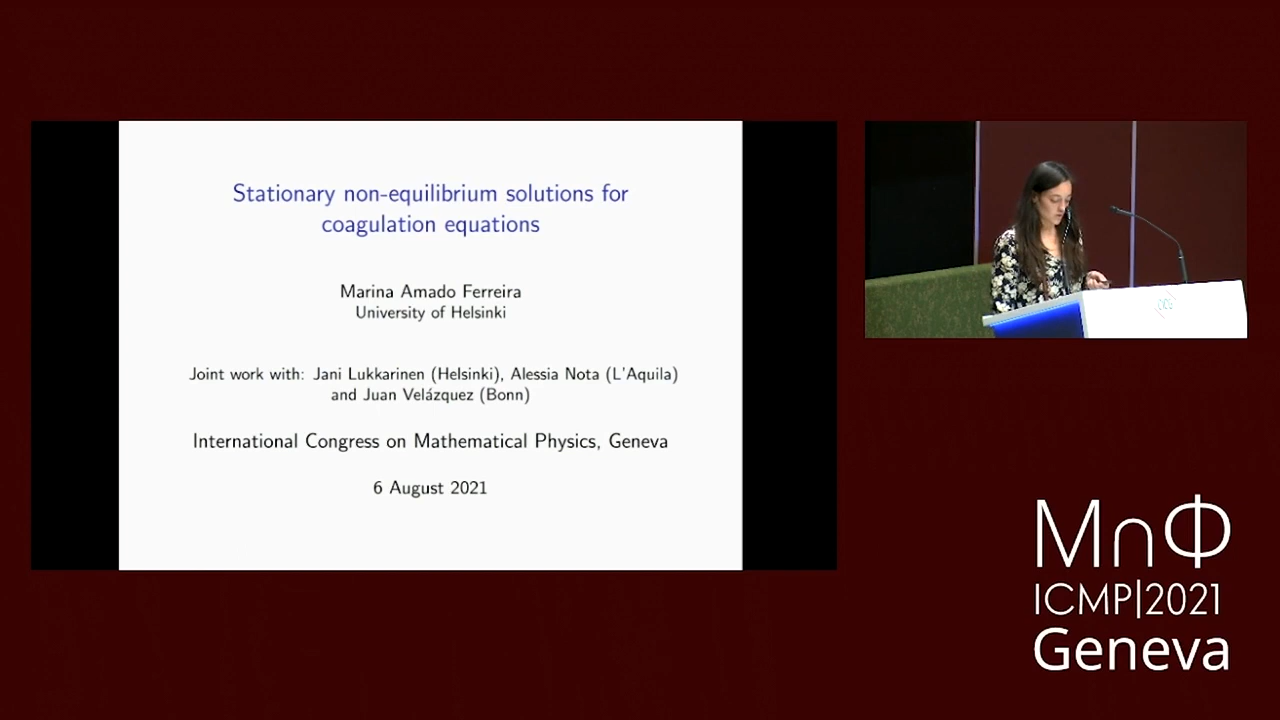 Stationary non-equilibrium solutions for
coagulation equations
Marina Amado Ferreira
University of Helsinki
Joint work with: Jani Lukkarinen (Helsinki), Alessia Nota (L'Aquila)
and Juan Velázquez (Bonn)
International Congress on Mathematical Physics, Geneva
6 August 2021
M∩Φ
ICMP|2021
Geneva